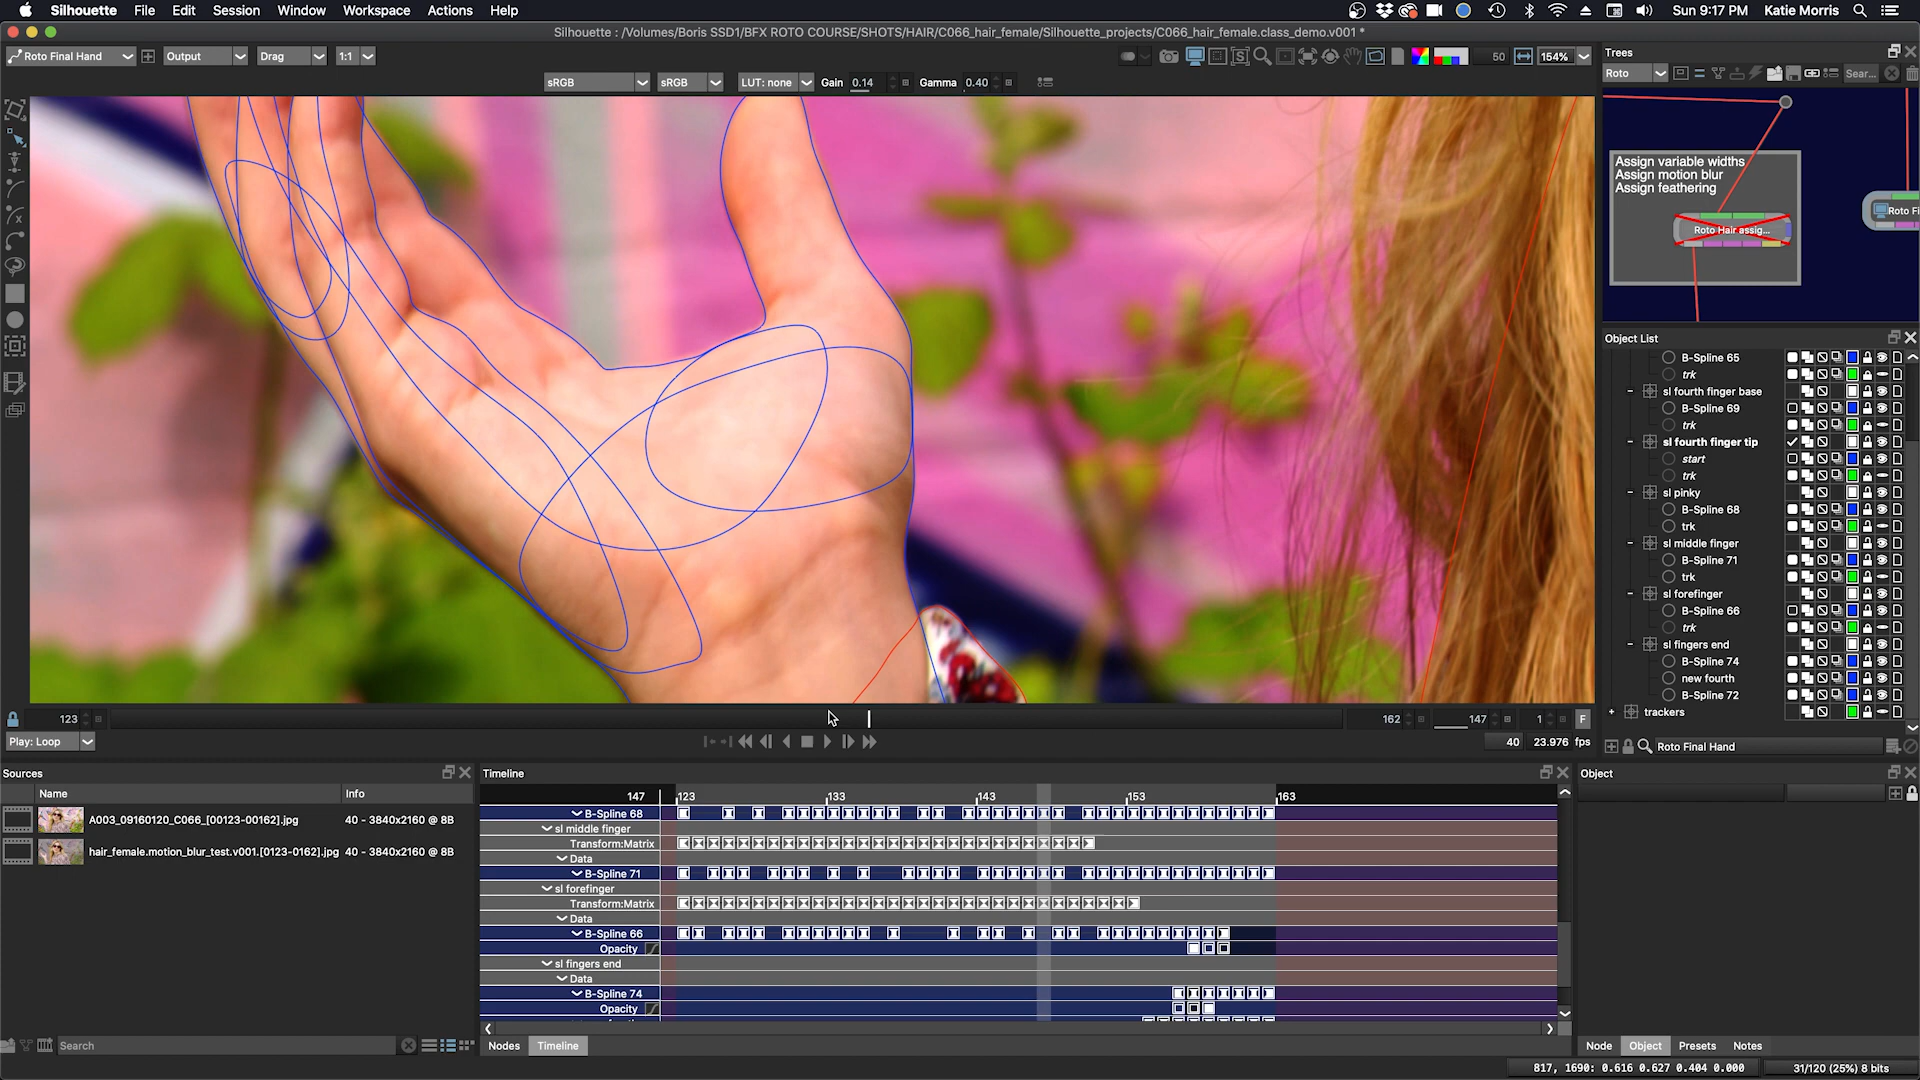 Silhouette File Edit Session Window Workspace Actions Help
Sun 9:17 PM Katie Morris
Silhouette : /Volumes/Boris SSD1/BFX ROTO COURSE/SHOTS/HAIR/C066_hair_female/Silhouette_projects/C066_hair_female.class_demo.v001 *
Roto Final Hand Output Drag 1:1 50 154%
sRGB sRGB LUT: none Gain 0.14 Gamma 0.40
Trees
Roto Sear...
Assign variable widths
Assign motion blur
Assign feathering
Roto Hair assig...
Roto Fi
Object List
B-Spline 65
trk
sl fourth finger base
B-Spline 69
trk
sl fourth finger tip
start
trk
sl pinky
B-Spline 68
trk
sl middle finger
B-Spline 71
trk
sl forefinger
B-Spline 66
trk
sl fingers end
B-Spline 74
new fourth
B-Spline 72
trackers
Roto Final Hand
123 162 147 1 F
Play: Loop 40 23.976 fps
Sources
Name Info
A003_09160120_C066_[00123-00162].jpg 40 - 3840x2160 @ 8B
hair_female.motion_blur_test.v001.[0123-0162].jpg 40 - 3840x2160 @ 8B
Search
Timeline
147 123 133 143 153 163
B-Spline 68
sl middle finger
Transform:Matrix
Data
B-Spline 71
sl forefinger
Transform:Matrix
Data
B-Spline 66
Opacity
sl fingers end
Data
B-Spline 74
Opacity
Nodes Timeline
Object
Node Object Presets Notes
817, 1690: 0.616 0.627 0.404 0.000 31/120 (25%) 8 bits